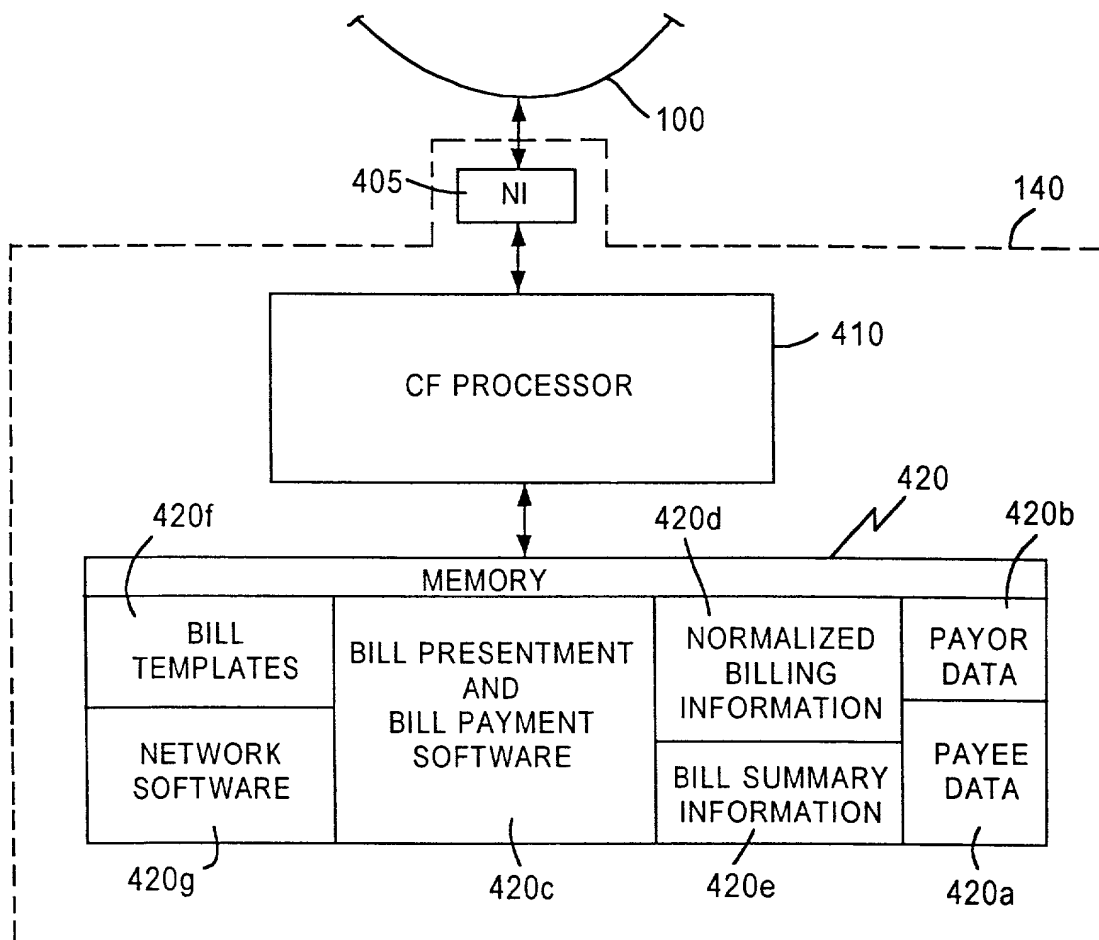 100
405
NI
140
410
CF PROCESSOR
420
420f
420d
420b
MEMORY
BILL
TEMPLATES
BILL PRESENTMENT
AND
BILL PAYMENT
SOFTWARE
NORMALIZED
BILLING
INFORMATION
PAYOR
DATA
NETWORK
SOFTWARE
BILL SUMMARY
INFORMATION
PAYEE
DATA
420g
420c
420e
420a